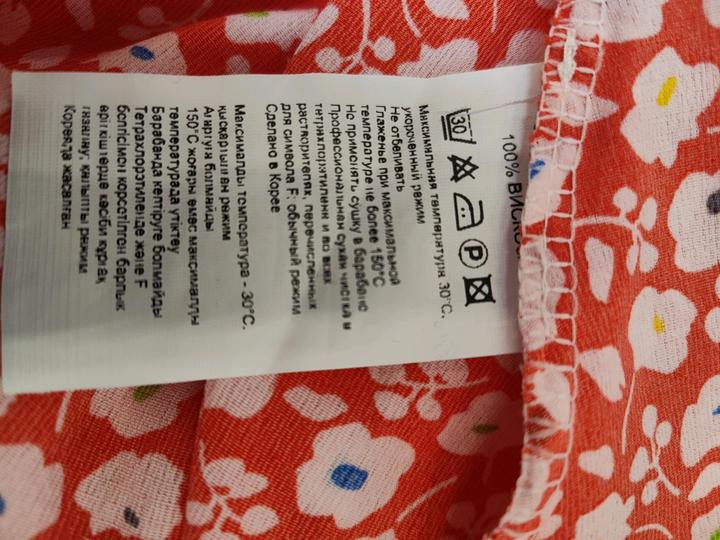 100% ВИСКО
30 P
Максимальная температура 30°C.
укороченный режим
Не отбеливать
Глаженье при максимальной
температуре не более 150°C
Не применять сушку в барабане
Профессиональная сухая чистка в
тетрахлорэтилене и во всех
растворителях, перечисленных
для символа F: обычный режим
Сделано в Корее
Максималды температура - 30°C.
қысқартылған режим
Ағартуға болмайды
150°C жоғары емес максималды
температурада үтіктеу
Барабанда кептіруге болмайды
Тетрахлорэтиленде және F
белгісімен көрсетілген барлық
еріткіштерде кәсіби құрғақ
тазалау: қалыпты режим
Кореяда жасалған